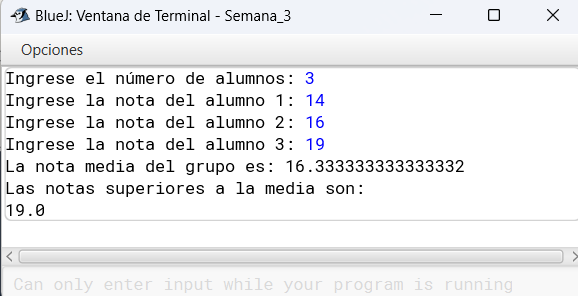 BlueJ: Ventana de Terminal - Semana_3
Opciones
Ingrese el número de alumnos: 3
Ingrese la nota del alumno 1: 14
Ingrese la nota del alumno 2: 16
Ingrese la nota del alumno 3: 19
La nota media del grupo es: 16.333333333333332
Las notas superiores a la media son:
19.0
Can only enter input while your program is running